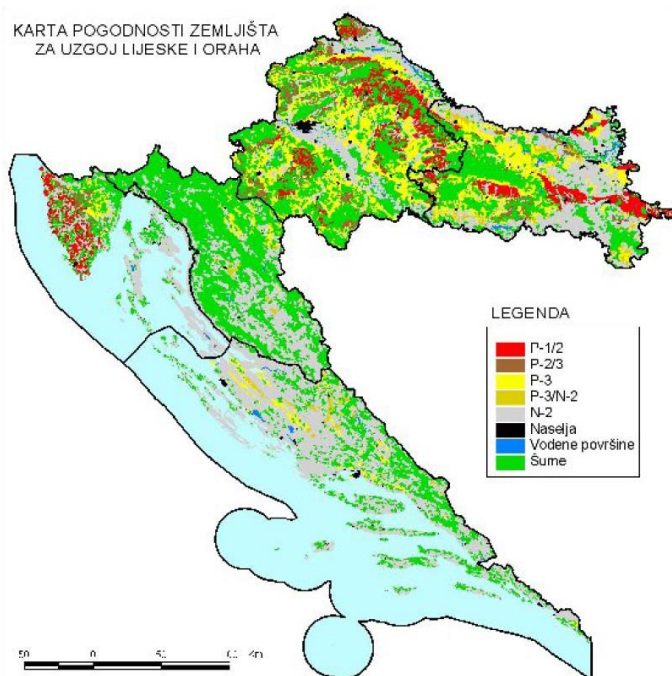 KARTA POGODNOSTI ZEMLJIŠTA
ZA UZGOJ LIJESKE I ORAHA
LEGENDA
P-1/2
P-2/3
P-3
P-3/N-2
N-2
Naselja
Vodene površine
Šume
50 0 50 Km